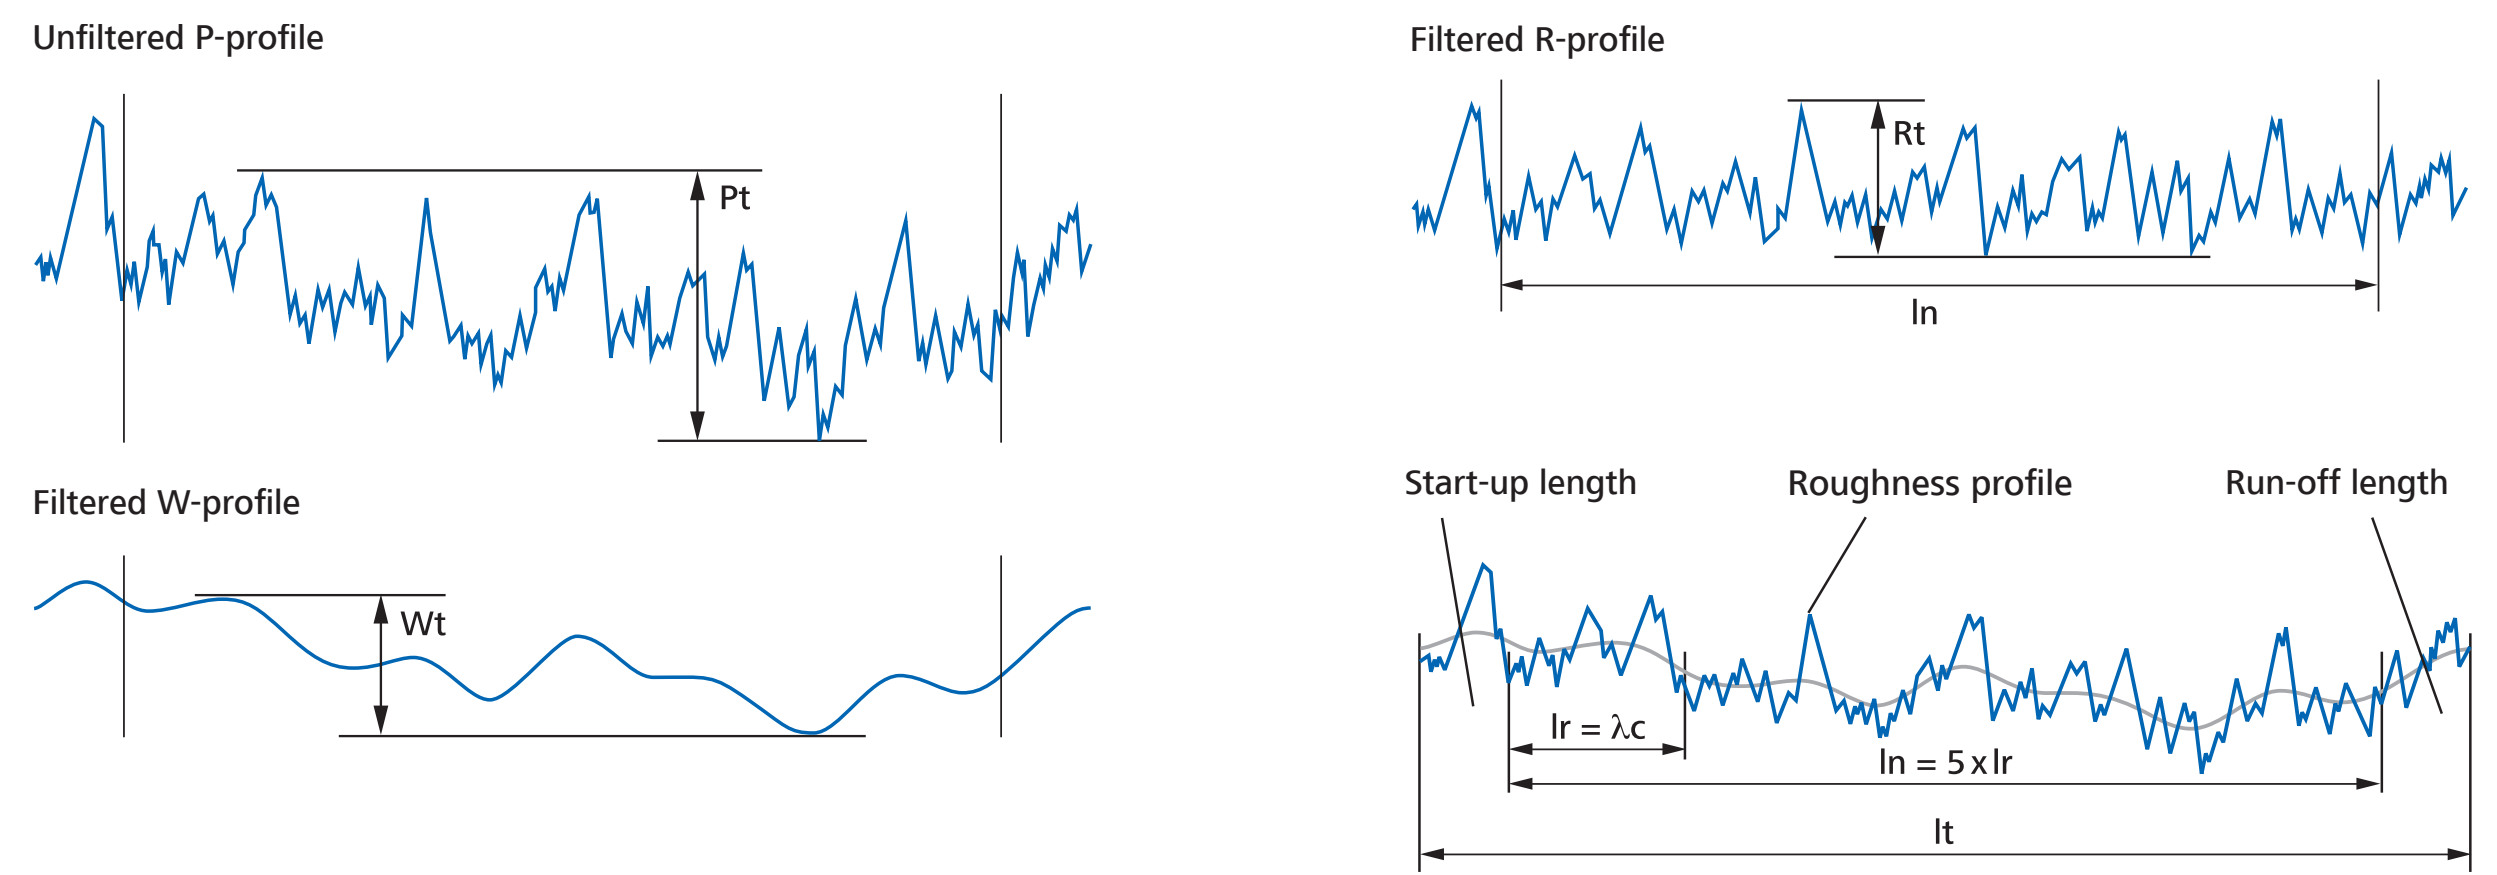 Unfiltered P-profile
Pt
Filtered R-profile
Rt
ln
Filtered W-profile
Wt
Start-up length
Roughness profile
Run-off length
lr = λc
ln = 5 x lr
lt